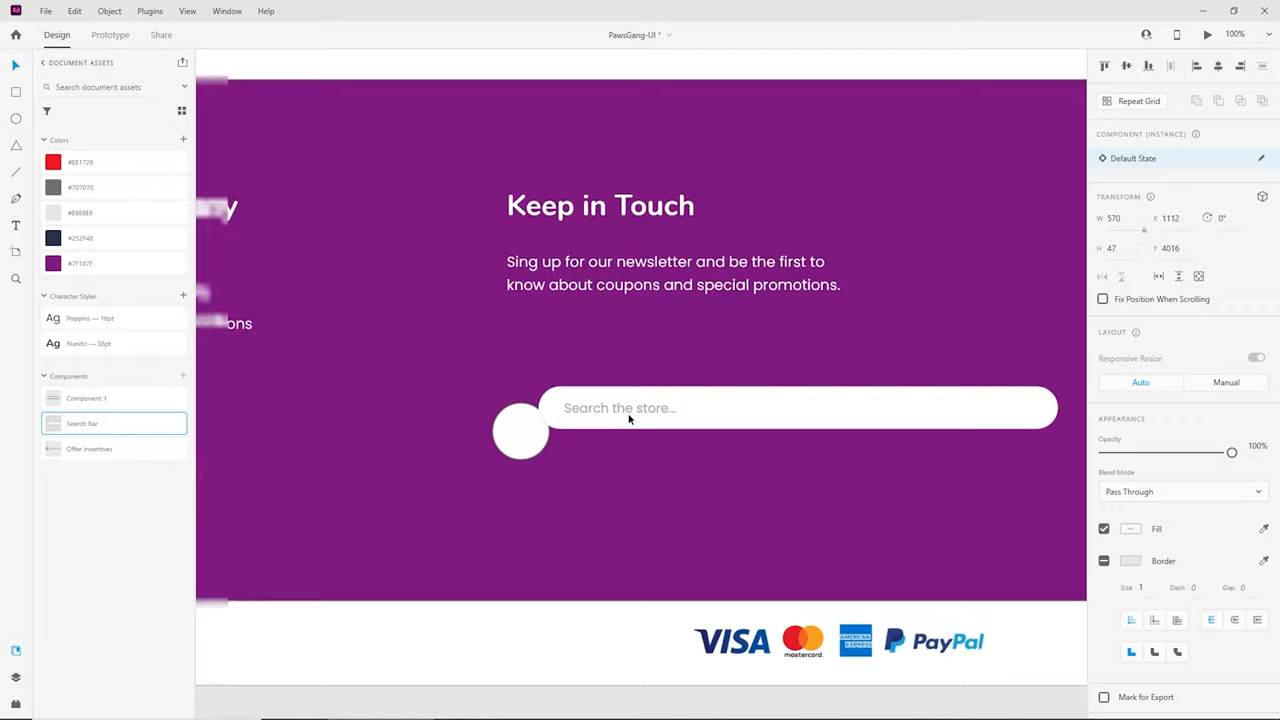 Xd File Edit Object Plugins View Window Help
Design Prototype Share PawsGang-UI * 100%
DOCUMENT ASSETS
Search document assets
Colors
#EE1726
#707070
#E6E6E6
#252F48
#7F187F
Character Styles
Ag Poppins — 16pt
Ag Nunito — 38pt
Components
Component 1
Search Bar
Offer Insentives
Keep in Touch
Sing up for our newsletter and be the first to
know about coupons and special promotions.
ons
Search the store...
VISA mastercard. AMERICAN EXPRESS PayPal
Repeat Grid
COMPONENT (INSTANCE)
Default State
TRANSFORM
W 570 X 1112 0°
H 47 Y 4016
Fix Position When Scrolling
LAYOUT
Responsive Resize
Auto Manual
APPEARANCE
Opacity
100%
Blend Mode
Pass Through
Fill
Border
Size 1 Dash 0 Gap 0
Mark for Export